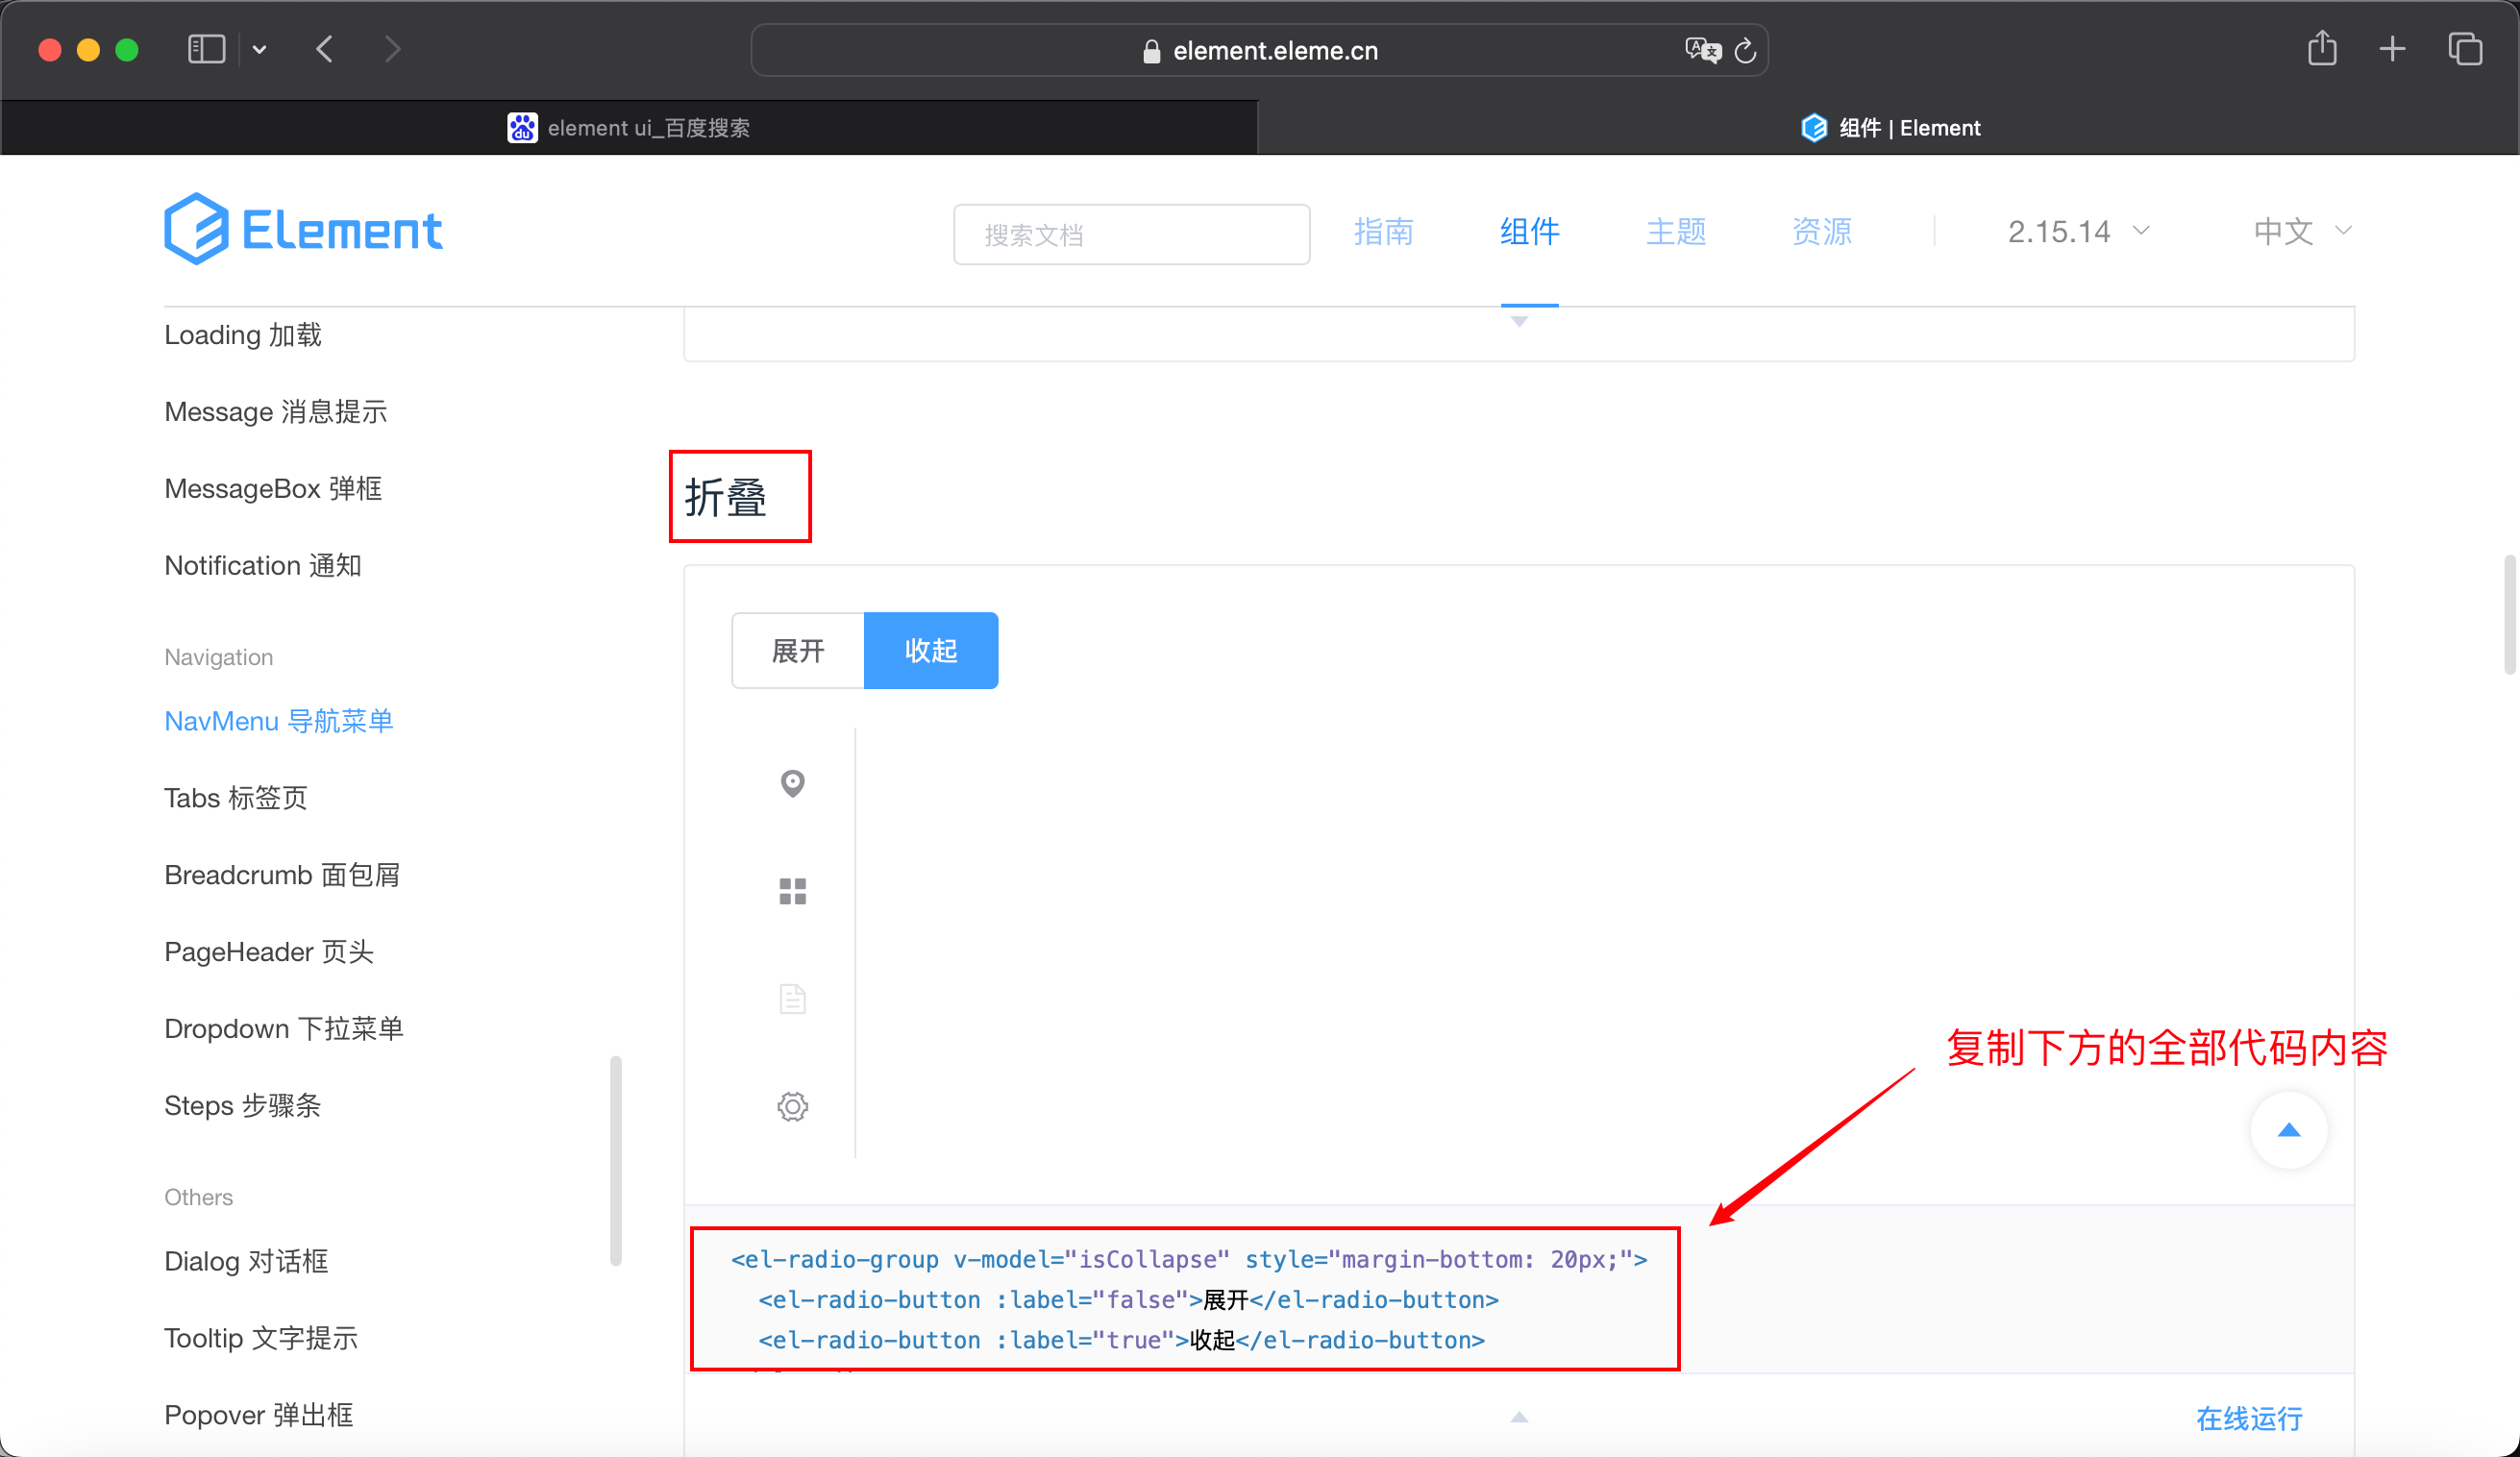 element.eleme.cn
element ui_百度搜索
组件 | Element
Element
搜索文档
指南
组件
主题
资源
2.15.14
中文
Loading 加载
Message 消息提示
MessageBox 弹框
Notification 通知
Navigation
NavMenu 导航菜单
Tabs 标签页
Breadcrumb 面包屑
PageHeader 页头
Dropdown 下拉菜单
Steps 步骤条
Others
Dialog 对话框
Tooltip 文字提示
Popover 弹出框
折叠
展开
收起
复制下方的全部代码内容
<el-radio-group v-model="isCollapse" style="margin-bottom: 20px;">
<el-radio-button :label="false">展开</el-radio-button>
<el-radio-button :label="true">收起</el-radio-button>
在线运行